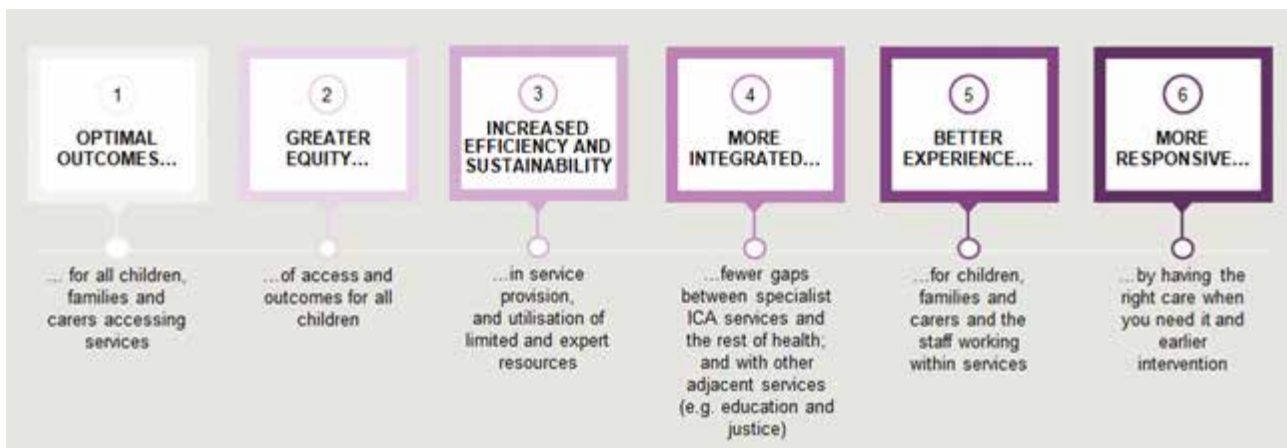 1
OPTIMAL
OUTCOMES...
... for all children,
families and
carers accessing
services
2
GREATER
EQUITY...
...of access and
outcomes for all
children
3
INCREASED
EFFICIENCY AND
SUSTAINABILITY
...in service
provision,
and utilisation of
limited and expert
resources
4
MORE
INTEGRATED...
...fewer gaps
between specialist
ICA services and
the rest of health;
and with other
adjacent services
(e.g. education and
justice)
5
BETTER
EXPERIENCE...
...for children,
families and
carers and the
staff working
within services
6
MORE
RESPONSIVE...
...by having the
right care when
you need it and
earlier
intervention